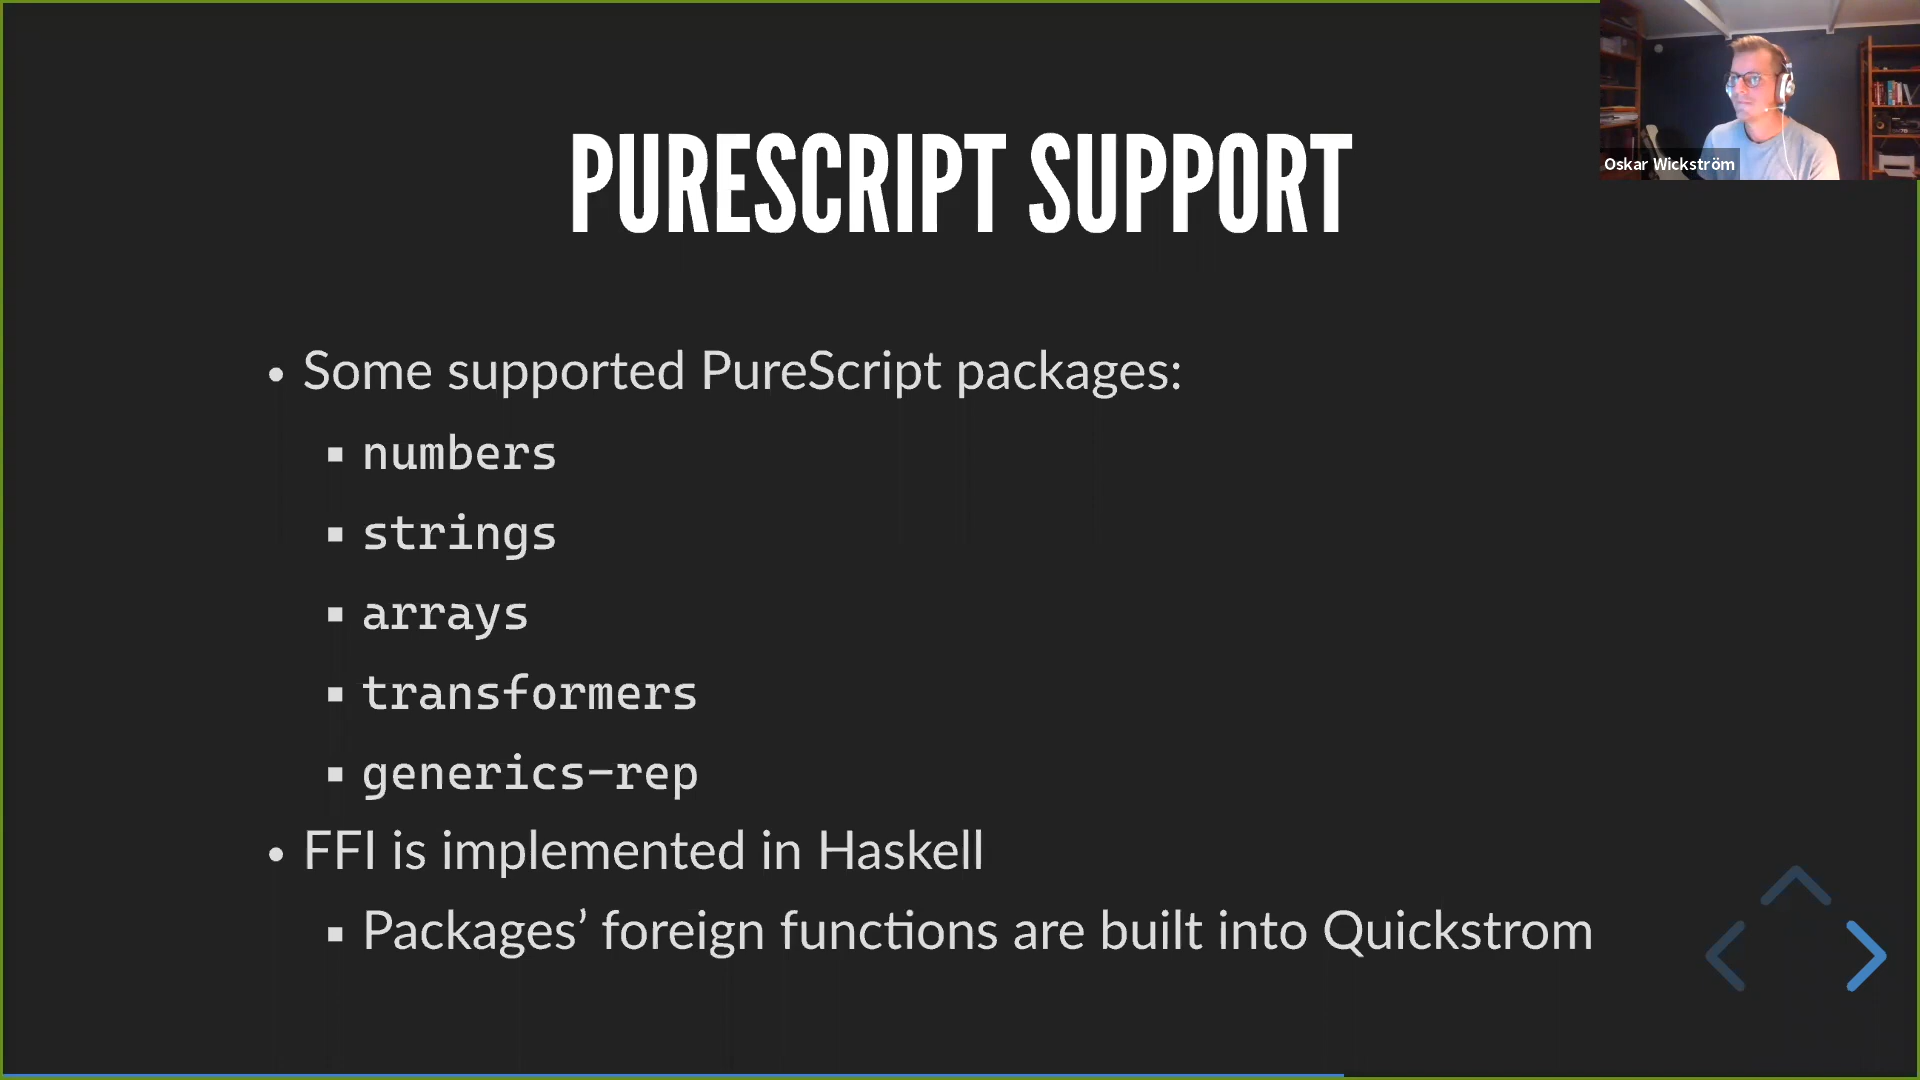 PURESCRIPT SUPPORT
Oskar Wickström
• Some supported PureScript packages:
▪ numbers
▪ strings
▪ arrays
▪ transformers
▪ generics-rep
• FFI is implemented in Haskell
▪ Packages’ foreign functions are built into Quickstrom